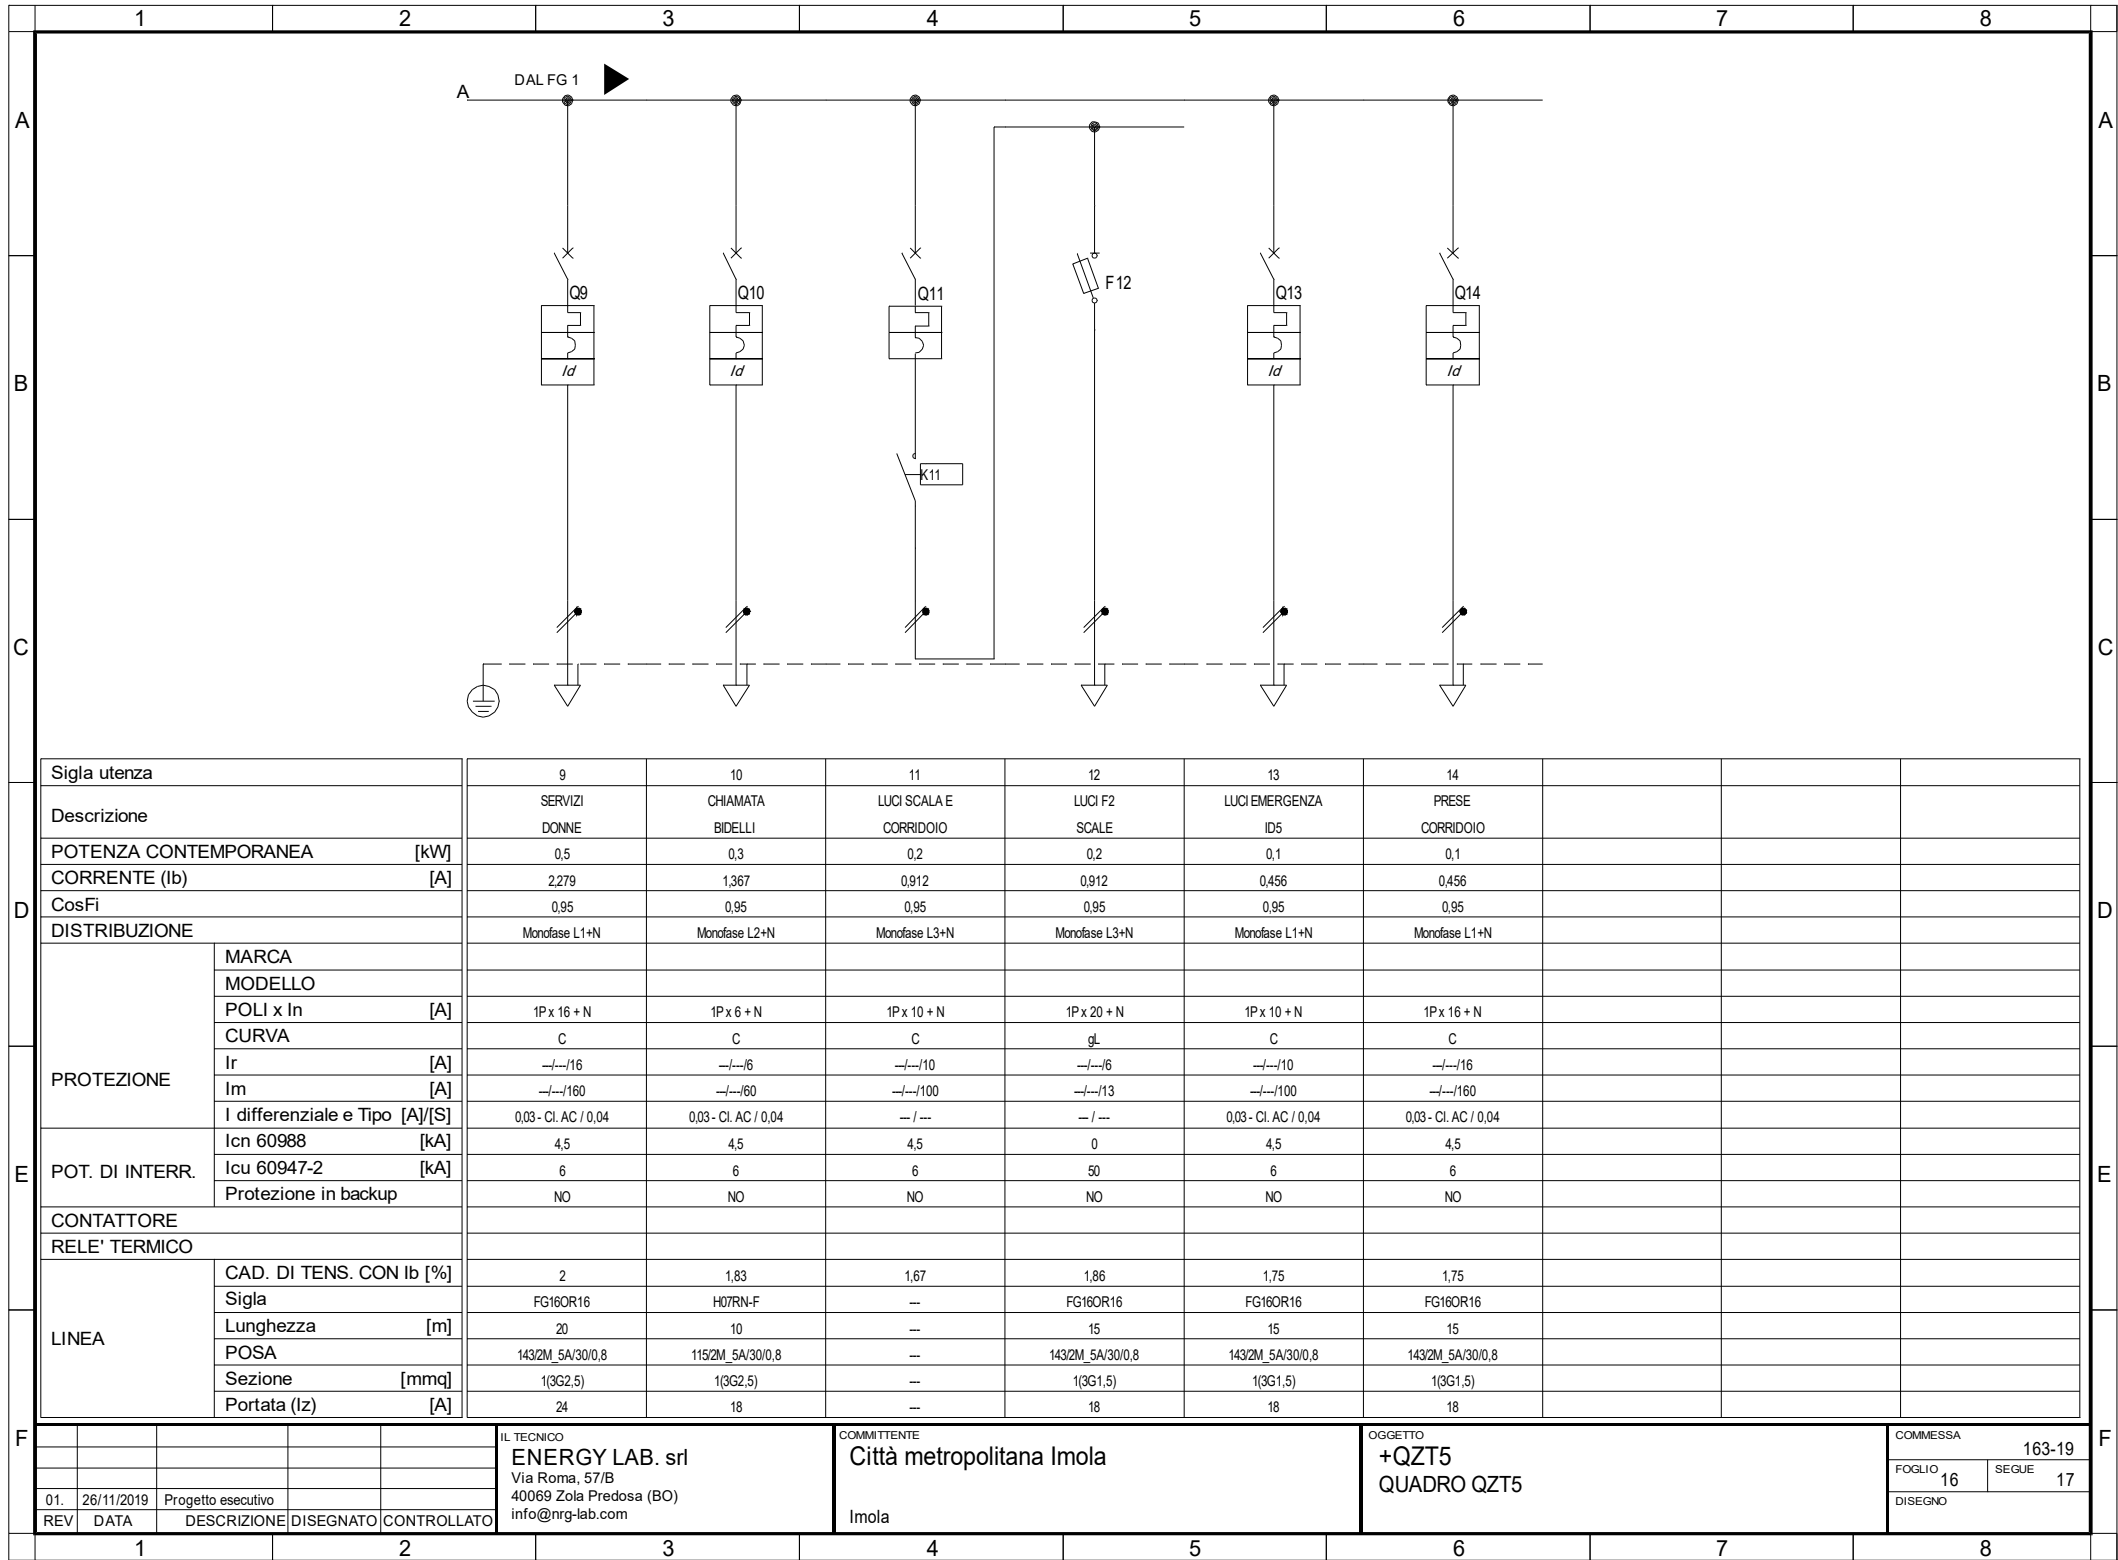 1 2 3 4 5 6 7 8
A A
DAL FG 1
A
Q9 Q10 Q11 F12 Q13 Q14
Id Id Id Id
B B
K11
C C
Sigla utenza 9 10 11 12 13 14
Descrizione
SERVIZI CHIAMATA LUCI SCALA E LUCI F2 LUCI EMERGENZA PRESE
DONNE BIDELLI CORRIDOIO SCALE ID5 CORRIDOIO
POTENZA CONTEMPORANEA [kW] 0,5 0,3 0,2 0,2 0,1 0,1
CORRENTE (Ib) [A] 2,279 1,367 0,912 0,912 0,456 0,456
CosFi 0,95 0,95 0,95 0,95 0,95 0,95
D D
DISTRIBUZIONE Monofase L1+N Monofase L2+N Monofase L3+N Monofase L3+N Monofase L1+N Monofase L1+N
PROTEZIONE
MARCA
MODELLO
POLI x In [A] 1P x 16 + N 1P x 6 + N 1P x 10 + N 1P x 20 + N 1P x 10 + N 1P x 16 + N
CURVA C C C gL C C
Ir [A] ---/---/16 ---/---/6 ---/---/10 ---/---/6 ---/---/10 ---/---/16
Im [A] ---/---/160 ---/---/60 ---/---/100 ---/---/13 ---/---/100 ---/---/160
I differenziale e Tipo [A]/[S] 0,03 - Cl. AC / 0,04 0,03 - Cl. AC / 0,04 --- / --- --- / --- 0,03 - Cl. AC / 0,04 0,03 - Cl. AC / 0,04
POT. DI INTERR.
Icn 60988 [kA] 4,5 4,5 4,5 0 4,5 4,5
Icu 60947-2 [kA] 6 6 6 50 6 6
E E
Protezione in backup NO NO NO NO NO NO
CONTATTORE
RELE' TERMICO
LINEA
CAD. DI TENS. CON Ib [%] 2 1,83 1,67 1,86 1,75 1,75
Sigla FG16OR16 H07RN-F --- FG16OR16 FG16OR16 FG16OR16
Lunghezza [m] 20 10 --- 15 15 15
POSA 143/2M_5A/30/0,8 115/2M_5A/30/0,8 --- 143/2M_5A/30/0,8 143/2M_5A/30/0,8 143/2M_5A/30/0,8
Sezione [mmq] 1(3G2,5) 1(3G2,5) --- 1(3G1,5) 1(3G1,5) 1(3G1,5)
Portata (Iz) [A] 24 18 --- 18 18 18
F F
01. 26/11/2019 Progetto esecutivo
REV DATA DESCRIZIONE DISEGNATO CONTROLLATO
IL TECNICO
ENERGY LAB. srl
Via Roma, 57/B
40069 Zola Predosa (BO)
info@nrg-lab.com
COMMITTENTE
Città metropolitana Imola
Imola
OGGETTO
+QZT5
QUADRO QZT5
COMMESSA
163-19
FOGLIO 16 SEGUE 17
DISEGNO
1 2 3 4 5 6 7 8